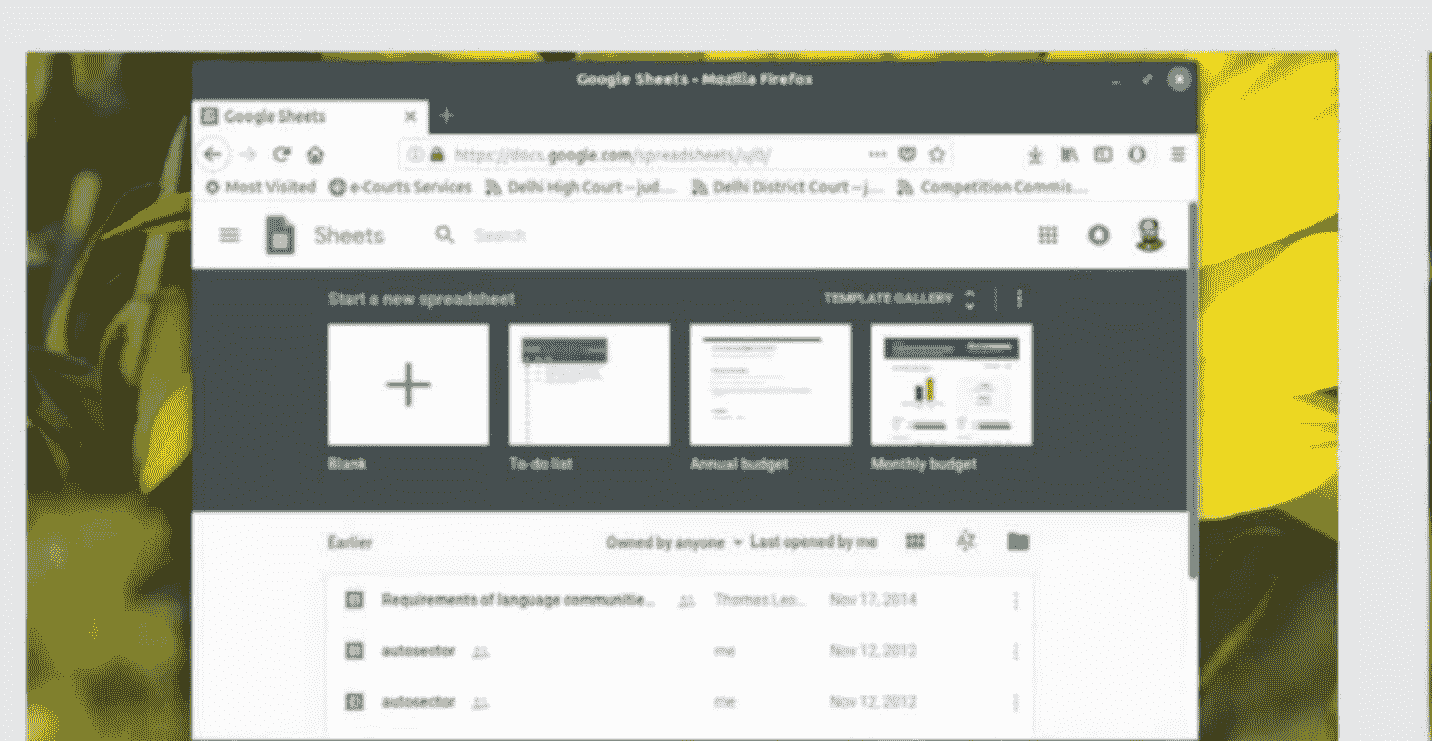 Google Sheets - Mozilla Firefox
Google Sheets
https://docs.google.com/spreadsheets/u/0/
Most Visited e-Courts Services Delhi High Court – jud... Delhi District Court – j... Competition Commis...
Sheets Search
Start a new spreadsheet TEMPLATE GALLERY
Blank To-do list Annual budget Monthly budget
Earlier Owned by anyone Last opened by me
Requirements of language communitie... Thomas Leo... Nov 17, 2014
autosector me Nov 12, 2012
autosector me Nov 12, 2012